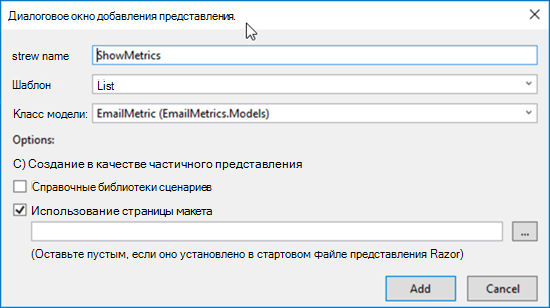 Диалоговое окно добавления представления.
strew name
ShowMetrics
Шаблон
List
Класс модели:
EmailMetric (EmailMetrics.Models)
Options:
С) Создание в качестве частичного представления
Справочные библиотеки сценариев
Использование страницы макета
...
(Оставьте пустым, если оно установлено в стартовом файле представления Razor)
Add
Cancel